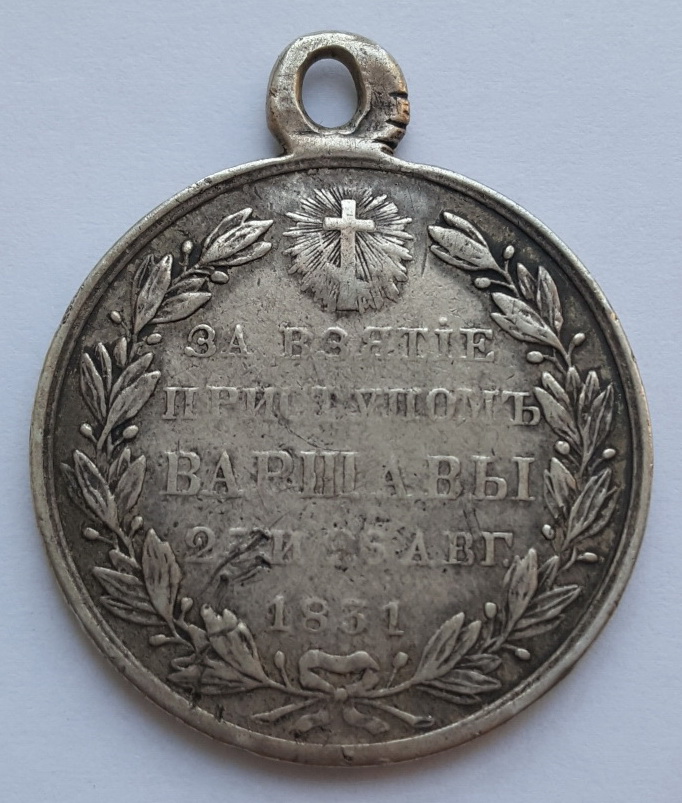 ЗА ВЗЯТІЕ
ПРИСТУПОМЪ
ВАРШАВЫ
25 И 26 АВГ.
1831